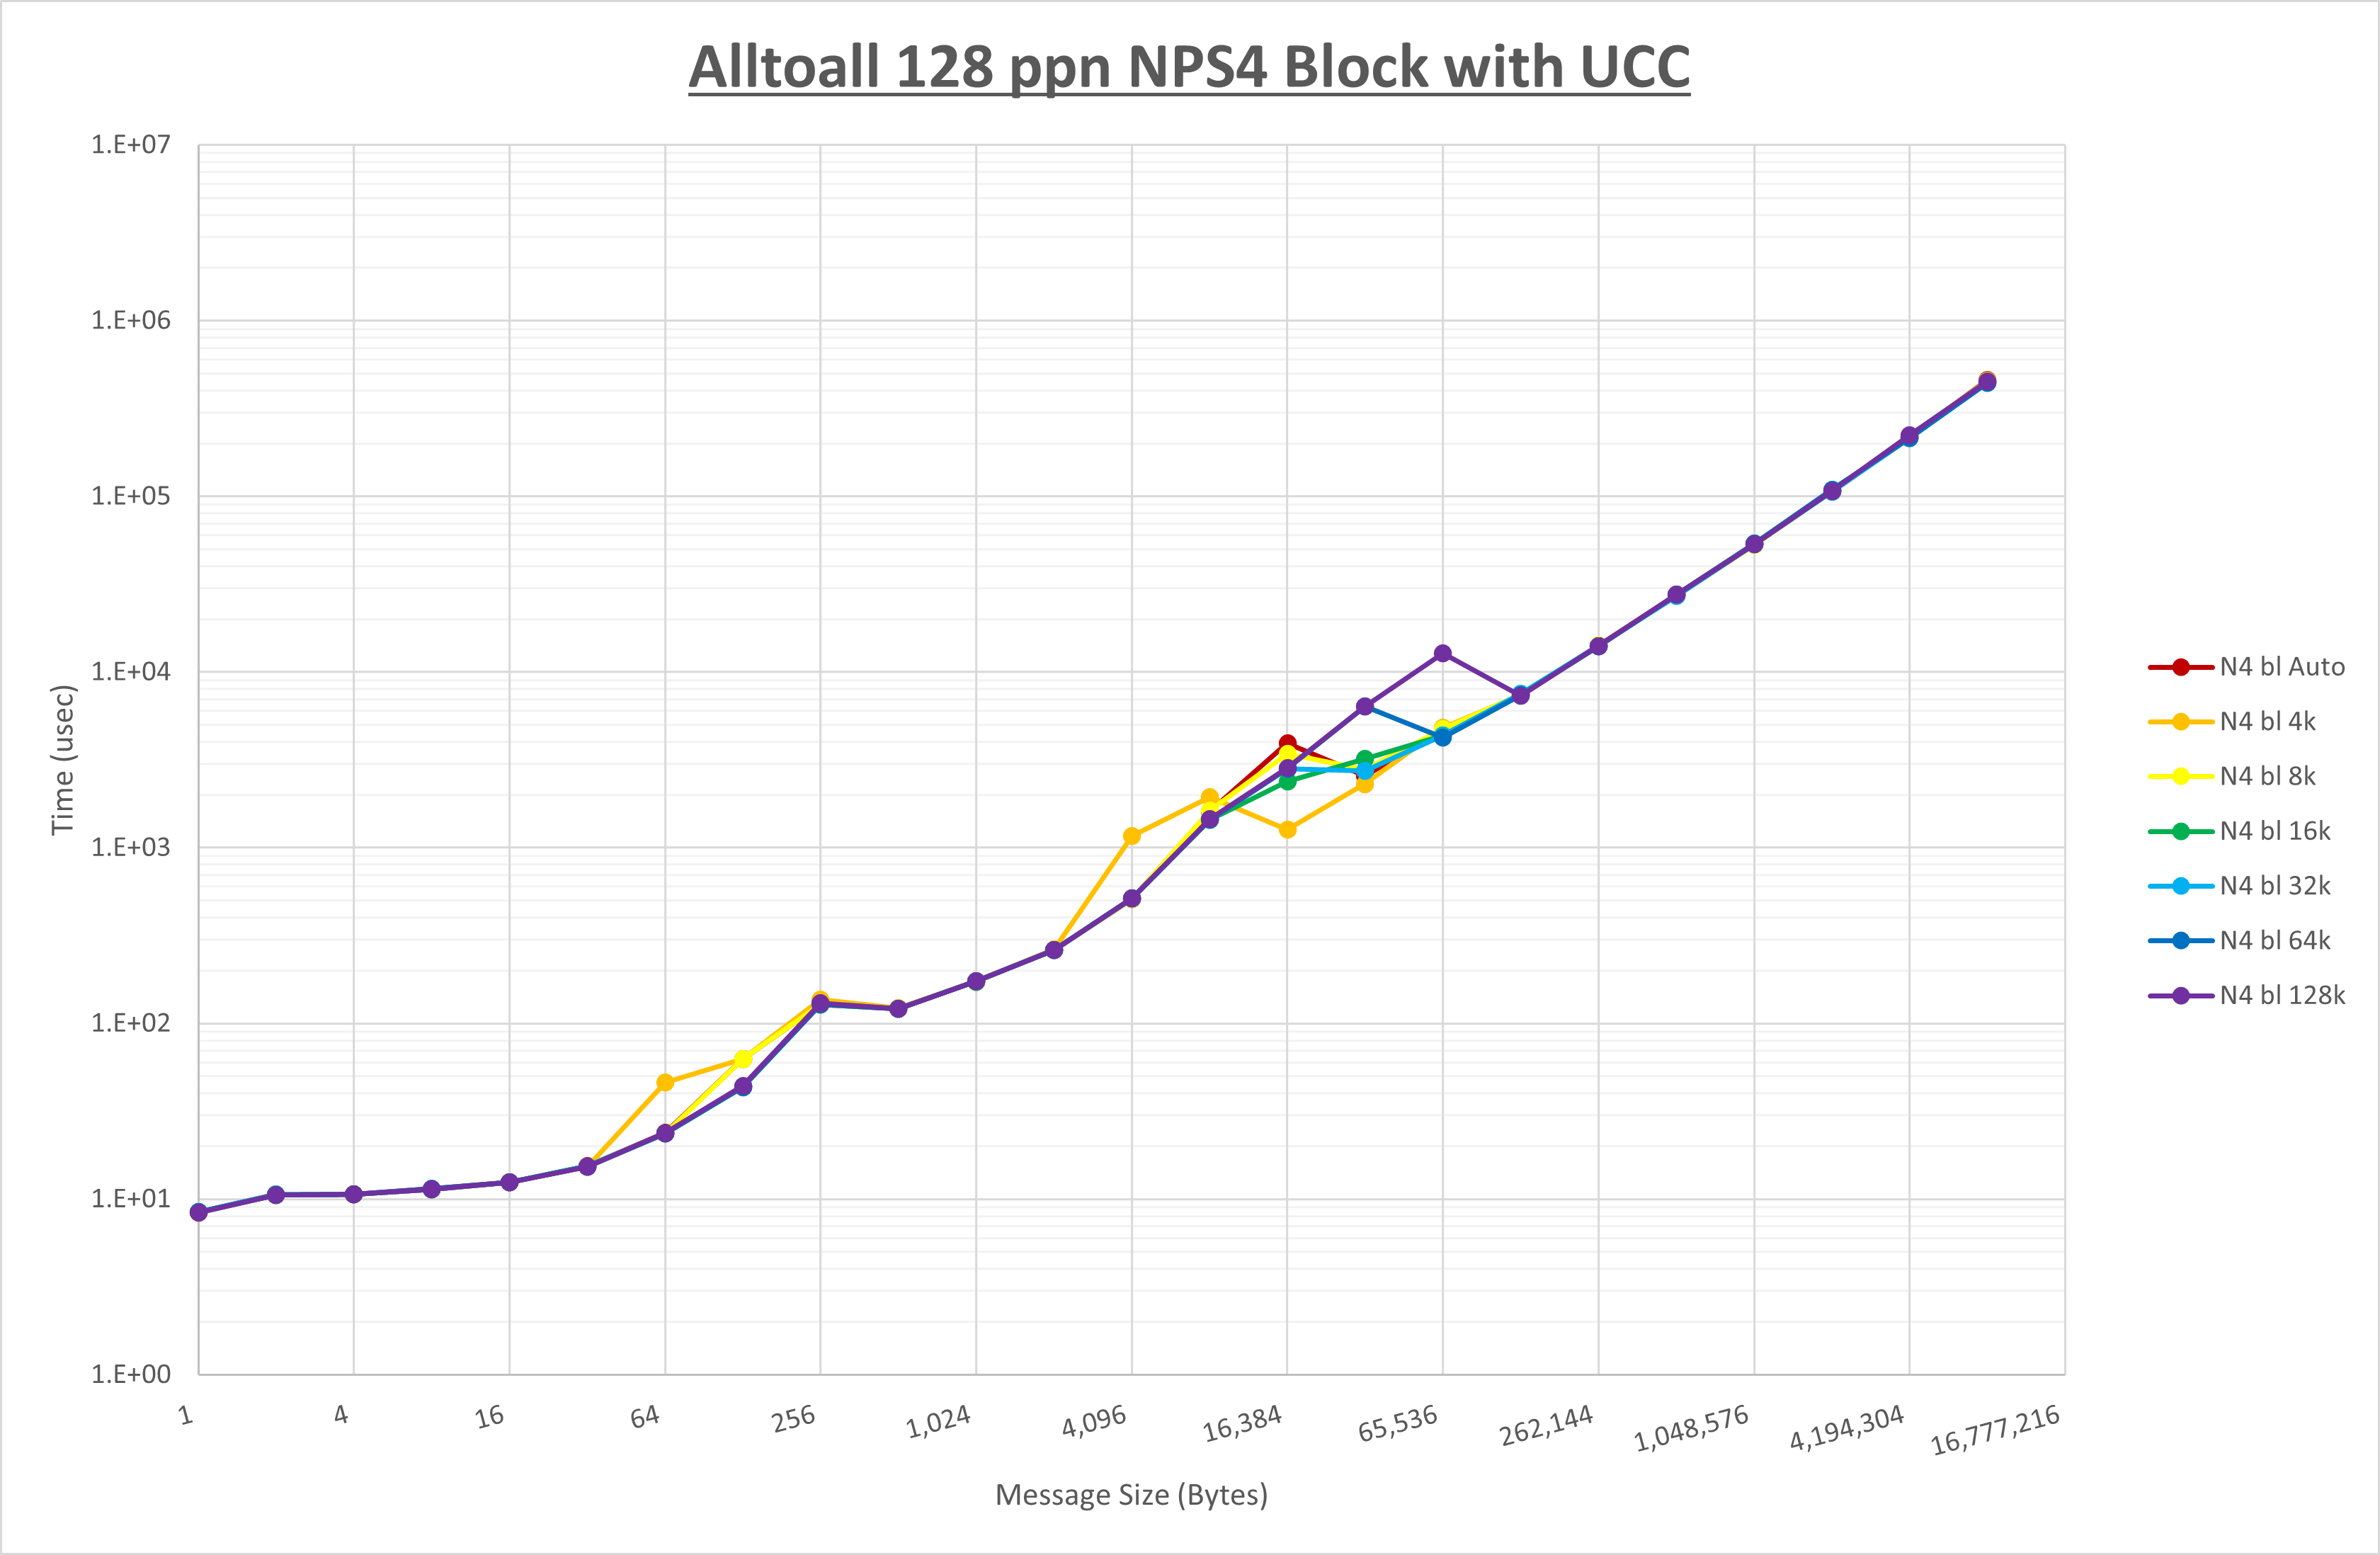 Alltoall 128 ppn NPS4 Block with UCC
1.E+07
1.E+06
1.E+05
1.E+04
1.E+03
1.E+02
1.E+01
1.E+00
Time (usec)
1
4
16
64
256
1,024
4,096
16,384
65,536
262,144
1,048,576
4,194,304
16,777,216
Message Size (Bytes)
N4 bl Auto
N4 bl 4k
N4 bl 8k
N4 bl 16k
N4 bl 32k
N4 bl 64k
N4 bl 128k